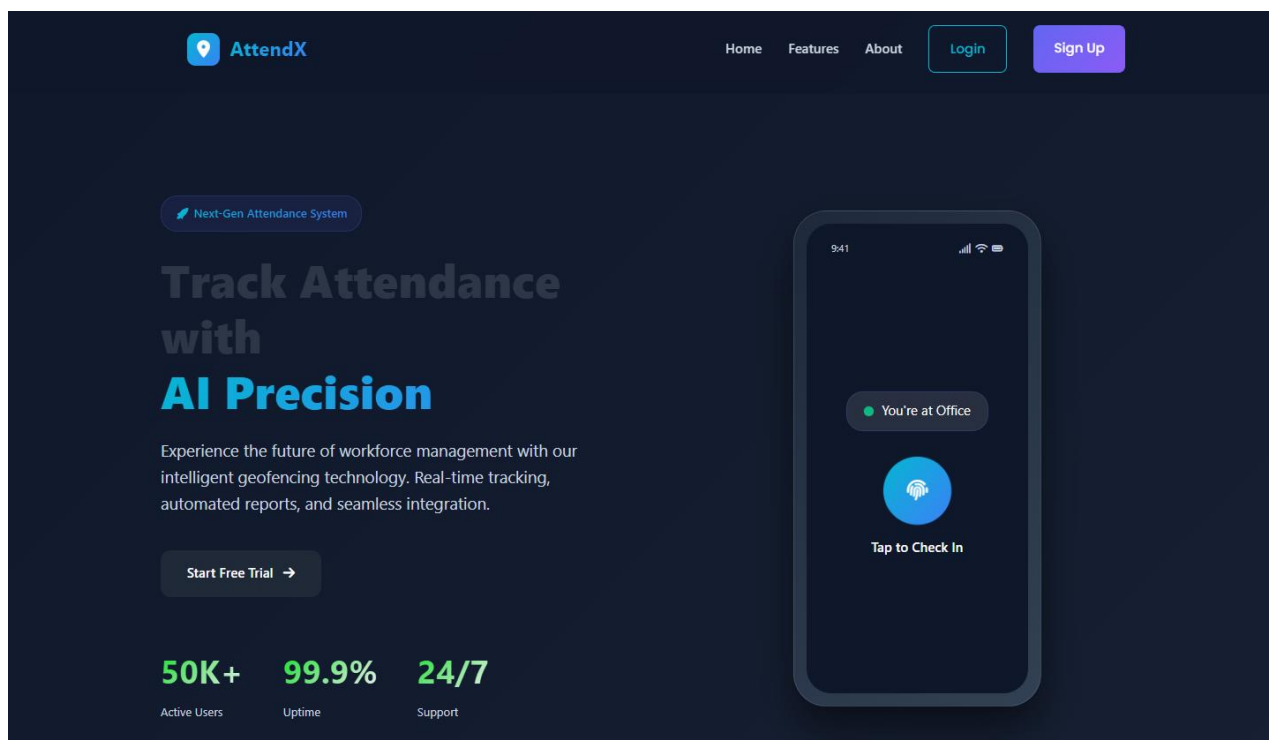 AttendX
Home Features About Login Sign Up
Next-Gen Attendance System
Track Attendance
with
AI Precision
Experience the future of workforce management with our
intelligent geofencing technology. Real-time tracking,
automated reports, and seamless integration.
Start Free Trial →
50K+ 99.9% 24/7
Active Users Uptime Support
9:41
You're at Office
Tap to Check In